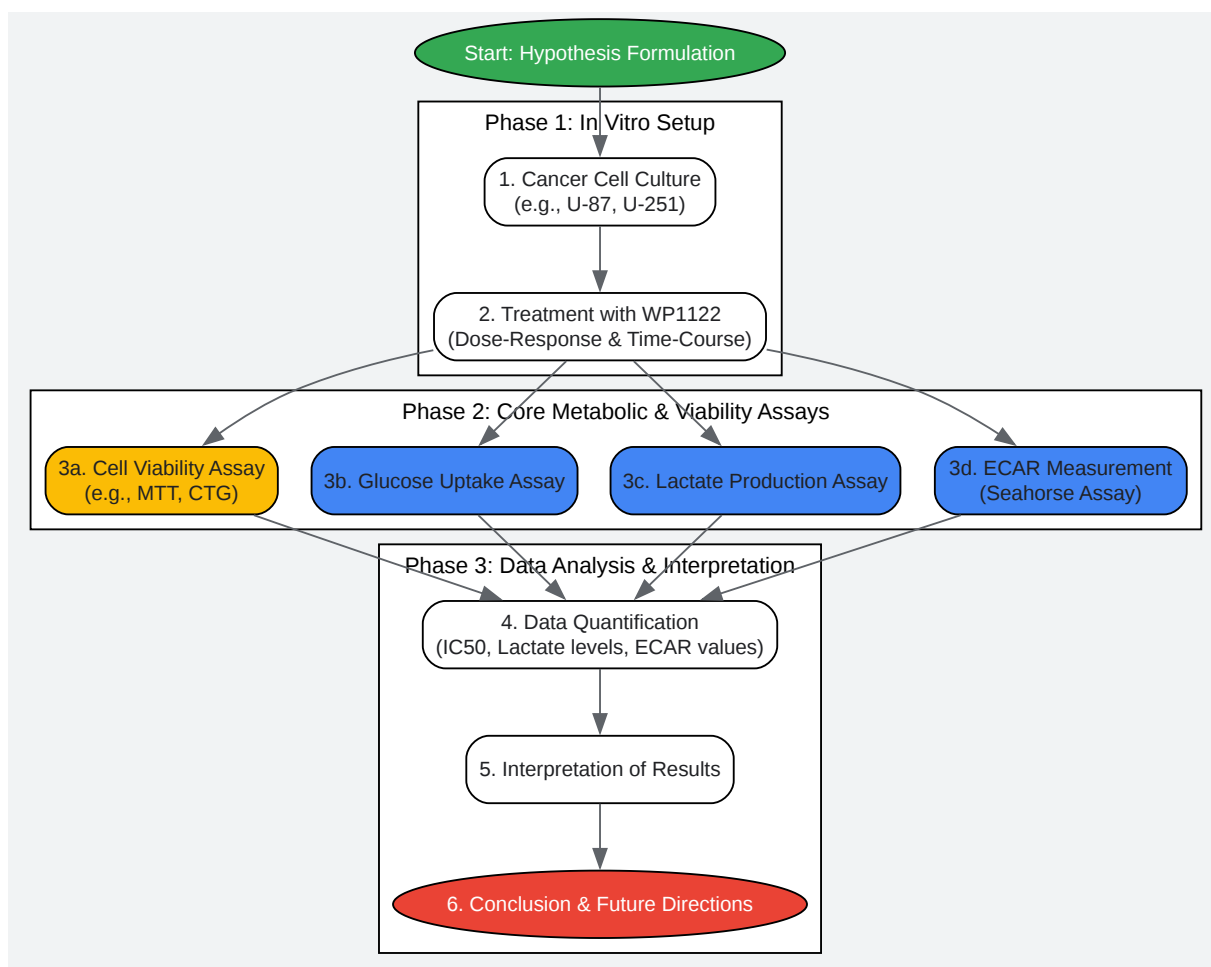 Start: Hypothesis Formulation
Phase 1: In Vitro Setup
1. Cancer Cell Culture
(e.g., U-87, U-251)
2. Treatment with WP1122
(Dose-Response & Time-Course)
Phase 2: Core Metabolic & Viability Assays
3a. Cell Viability Assay
(e.g., MTT, CTG)
3b. Glucose Uptake Assay
3c. Lactate Production Assay
3d. ECAR Measurement
(Seahorse Assay)
Phase 3: Data Analysis & Interpretation
4. Data Quantification
(IC50, Lactate levels, ECAR values)
5. Interpretation of Results
6. Conclusion & Future Directions